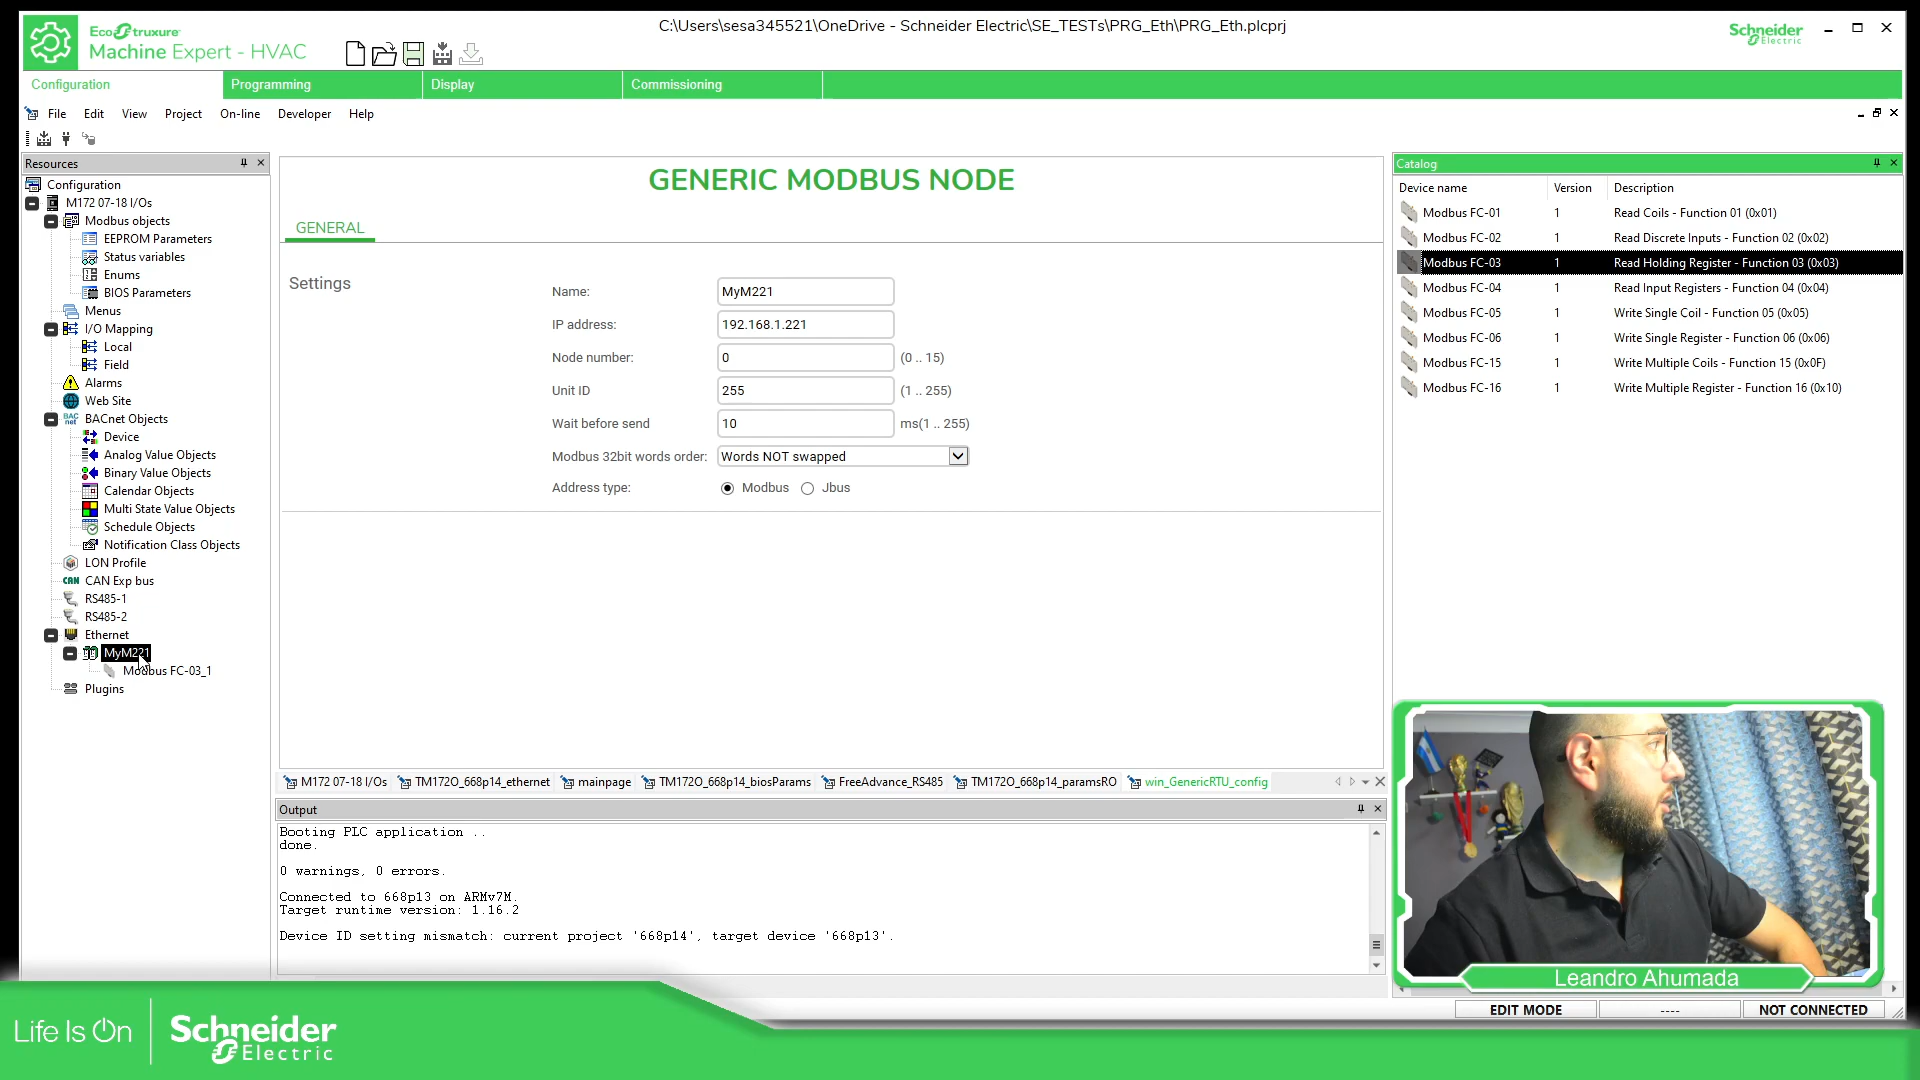 C:\Users\sesa345521\OneDrive - Schneider Electric\SE_TESTs\PRG_Eth\PRG_Eth.plcprj
EcoStruxure
Machine Expert - HVAC
Schneider Electric
Configuration
Programming
Display
Commissioning
File Edit View Project On-line Developer Help
Resources
Configuration
M172 07-18 I/Os
Modbus objects
EEPROM Parameters
Status variables
Enums
BIOS Parameters
Menus
I/O Mapping
Local
Field
Alarms
Web Site
BACnet Objects
Device
Analog Value Objects
Binary Value Objects
Calendar Objects
Multi State Value Objects
Schedule Objects
Notification Class Objects
LON Profile
CAN Exp bus
RS485-1
RS485-2
Ethernet
MyM221
Modbus FC-03_1
Plugins
GENERIC MODBUS NODE
GENERAL
Settings
Name: MyM221
IP address: 192.168.1.221
Node number: 0 (0 .. 15)
Unit ID 255 (1 .. 255)
Wait before send 10 ms(1 .. 255)
Modbus 32bit words order: Words NOT swapped
Address type: Modbus Jbus
M172 07-18 I/Os TM172O_668p14_ethernet mainpage TM172O_668p14_biosParams FreeAdvance_RS485 TM172O_668p14_paramsRO win_GenericRTU_config
Output
Booting PLC application ..
done.
0 warnings, 0 errors.
Connected to 668p13 on ARMv7M.
Target runtime version: 1.16.2
Device ID setting mismatch: current project '668p14', target device '668p13'.
Catalog
Device name Version Description
Modbus FC-01 1 Read Coils - Function 01 (0x01)
Modbus FC-02 1 Read Discrete Inputs - Function 02 (0x02)
Modbus FC-03 1 Read Holding Register - Function 03 (0x03)
Modbus FC-04 1 Read Input Registers - Function 04 (0x04)
Modbus FC-05 1 Write Single Coil - Function 05 (0x05)
Modbus FC-06 1 Write Single Register - Function 06 (0x06)
Modbus FC-15 1 Write Multiple Coils - Function 15 (0x0F)
Modbus FC-16 1 Write Multiple Register - Function 16 (0x10)
Leandro Ahumada
EDIT MODE ---- NOT CONNECTED
Life Is On
Schneider Electric